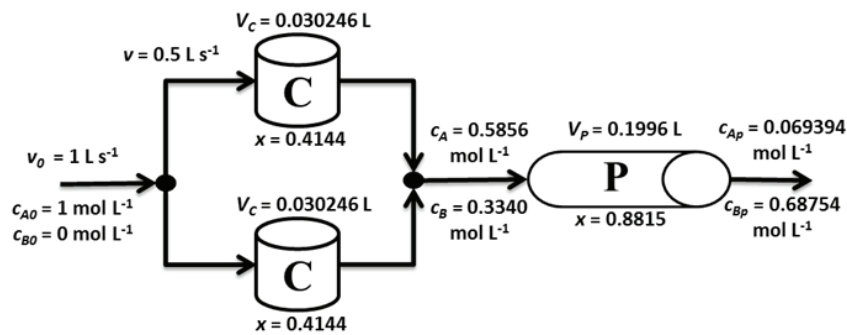 V_C = 0.030246 L
v = 0.5 L s⁻¹
C
x = 0.4144
v₀ = 1 L s⁻¹
c_A0 = 1 mol L⁻¹
c_B0 = 0 mol L⁻¹
V_C = 0.030246 L
C
x = 0.4144
c_A = 0.5856
mol L⁻¹
c_B = 0.3340
mol L⁻¹
V_P = 0.1996 L
P
x = 0.8815
c_Ap = 0.069394
mol L⁻¹
c_Bp = 0.68754
mol L⁻¹